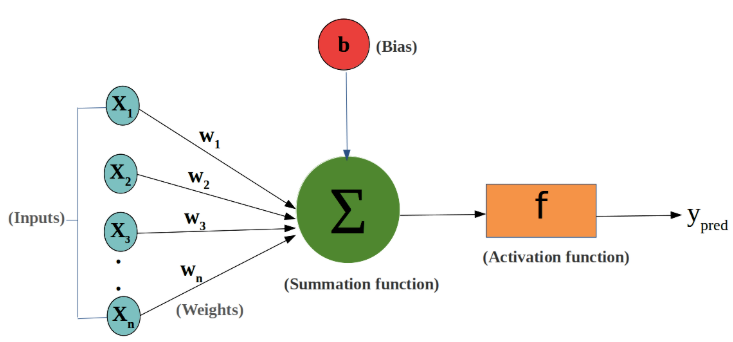 b (Bias)
X1
w1
X2
w2
(Inputs)
X3
w3
Σ
f
ypred
.
.
wn
Xn
(Weights)
(Summation function)
(Activation function)